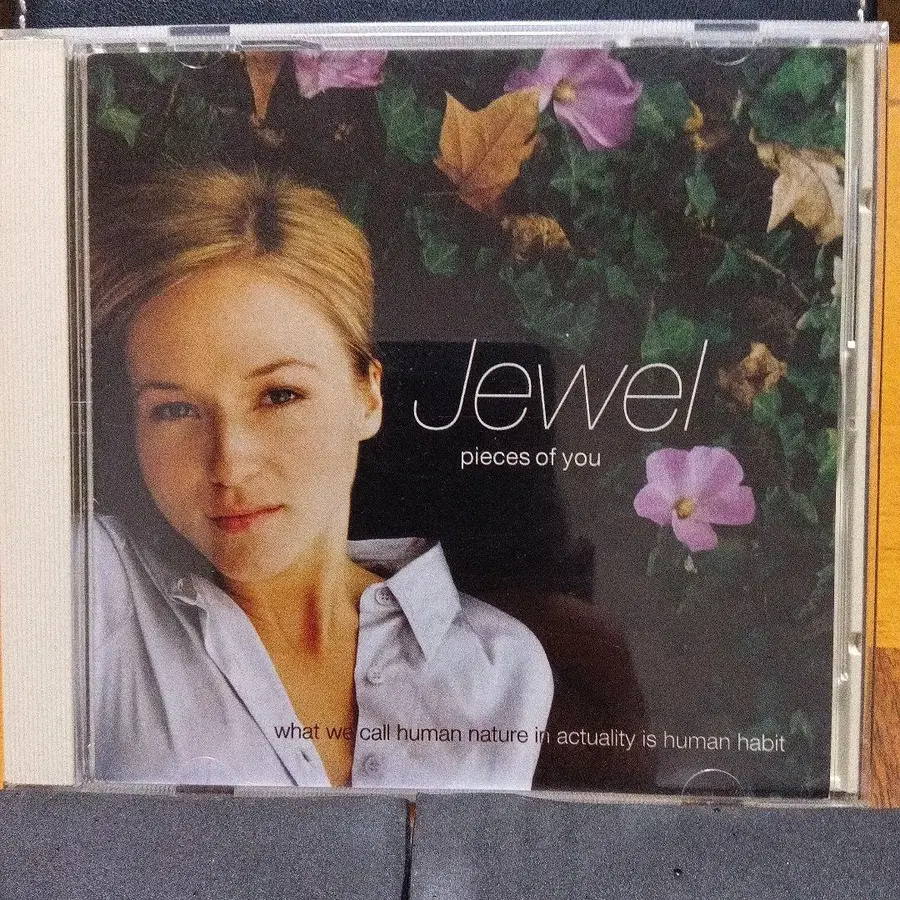 Jewel
pieces of you
what we call human nature in actuality is human habit